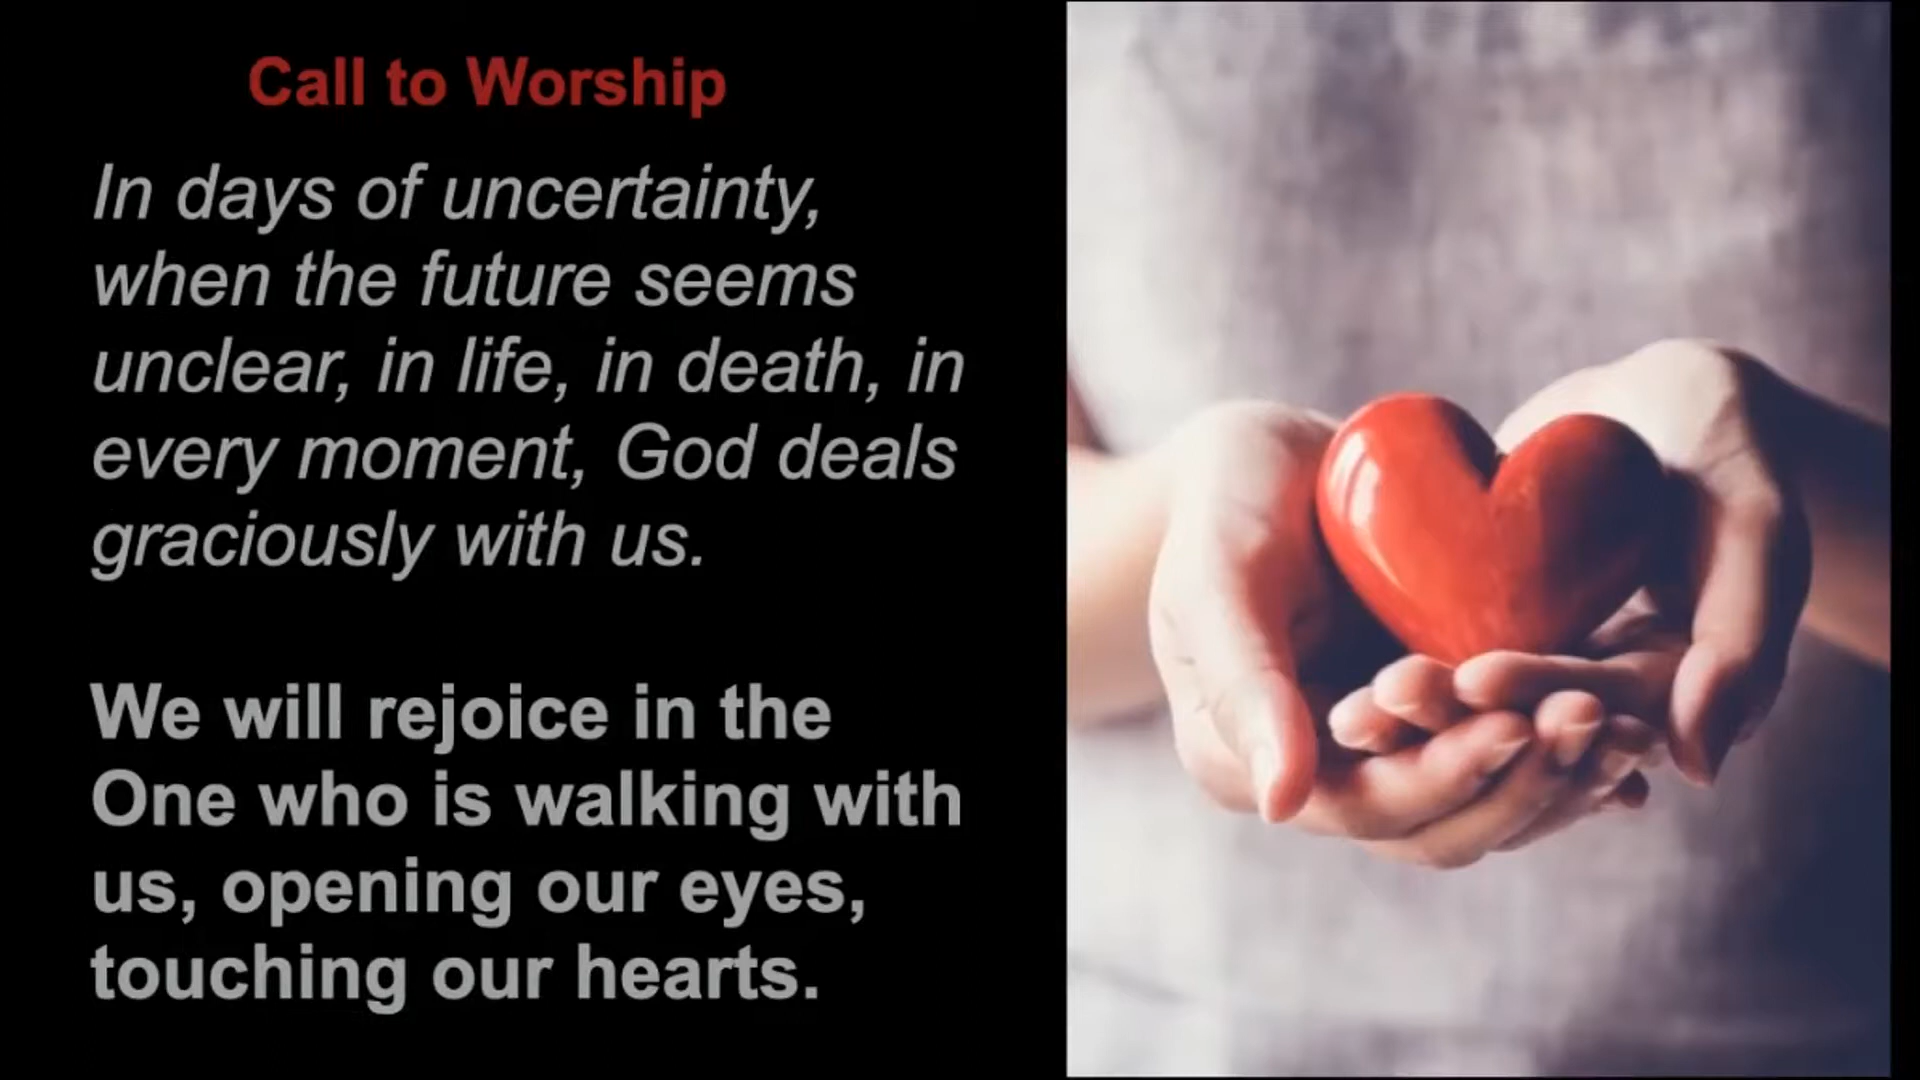 Call to Worship
In days of uncertainty,
when the future seems
unclear, in life, in death, in
every moment, God deals
graciously with us.
We will rejoice in the
One who is walking with
us, opening our eyes,
touching our hearts.